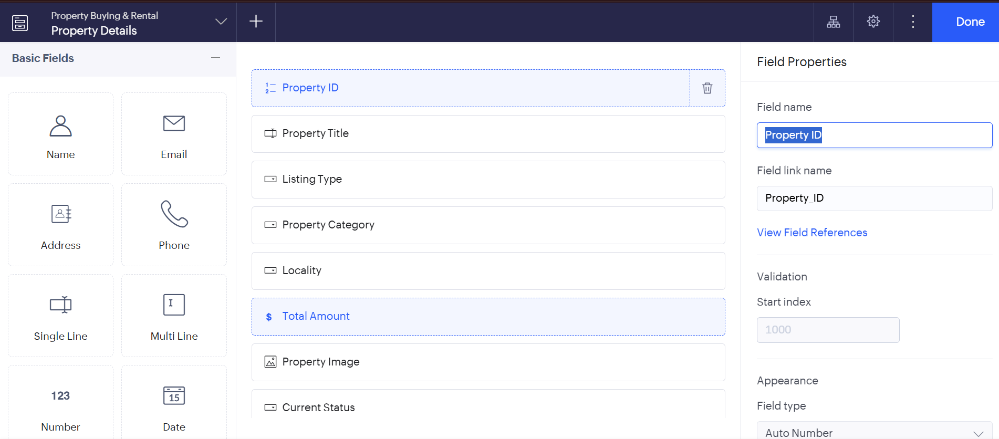 Property Buying & Rental
Property Details
Done
Basic Fields
Name
Email
Address
Phone
Single Line
Multi Line
123
Number
15
Date
1
2
Property ID
Property Title
Listing Type
Property Category
Locality
$ Total Amount
Property Image
Current Status
Field Properties
Field name
Property ID
Field link name
Property_ID
View Field References
Validation
Start index
1000
Appearance
Field type
Auto Number